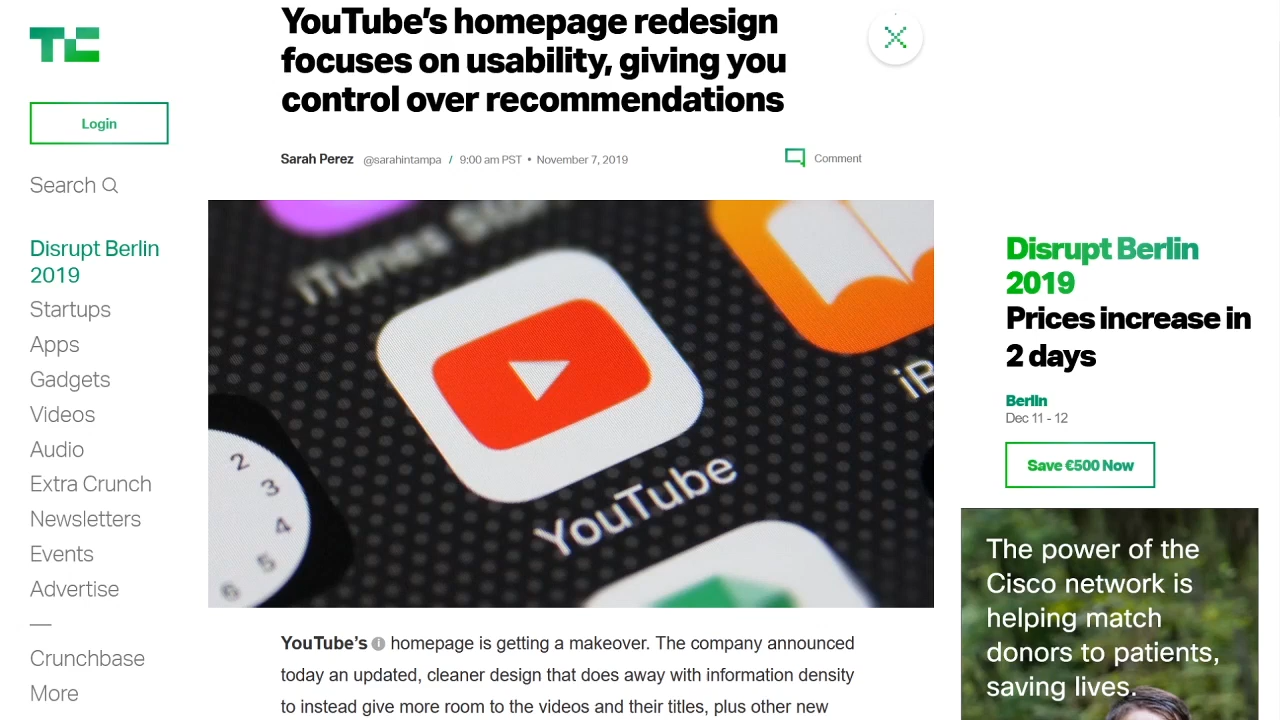 TC
Login
Search
Disrupt Berlin
2019
Startups
Apps
Gadgets
Videos
Audio
Extra Crunch
Newsletters
Events
Advertise
—
Crunchbase
More
YouTube's homepage redesign
focuses on usability, giving you
control over recommendations
Sarah Perez @sarahintampa / 9:00 am PST • November 7, 2019
Comment
iTunes Store
iB
YouTube
2
3
4
5
6
YouTube's homepage is getting a makeover. The company announced
today an updated, cleaner design that does away with information density
to instead give more room to the videos and their titles, plus other new
Disrupt Berlin
2019
Prices increase in
2 days
Berlin
Dec 11 - 12
Save €500 Now
The power of the
Cisco network is
helping match
donors to patients,
saving lives.